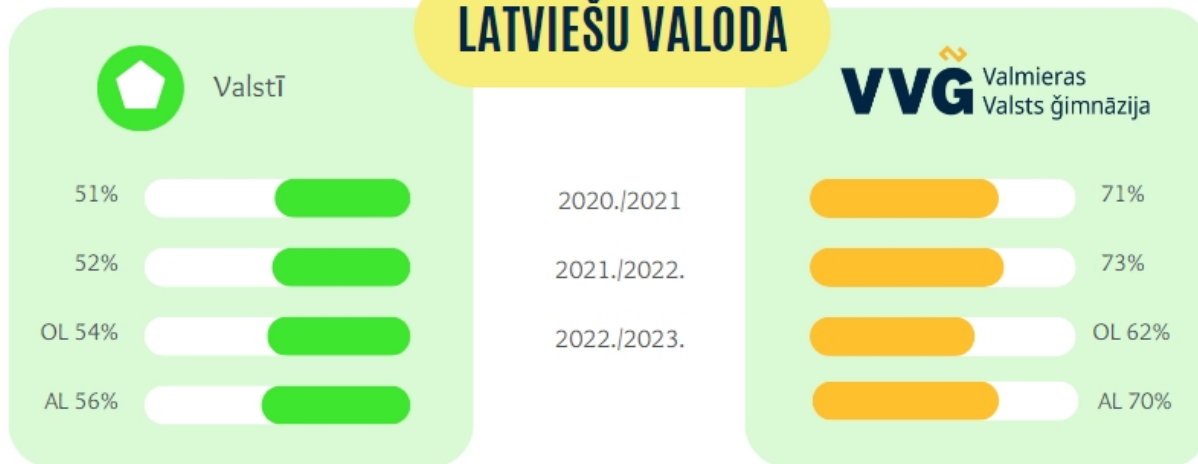 LATVIEŠU VALODA
Valstī
VVĢ Valmieras
Valsts ģimnāzija
51% 2020./2021 71%
52% 2021./2022. 73%
OL 54% 2022./2023. OL 62%
AL 56% AL 70%